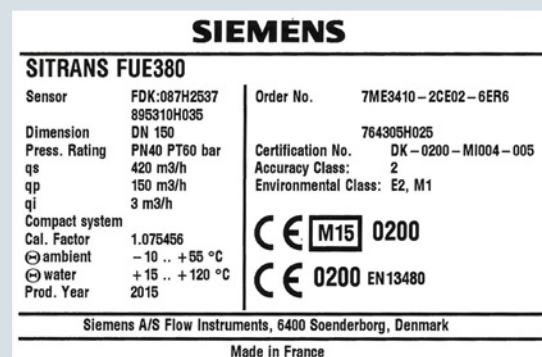 SIEMENS
SITRANS FUE380
Sensor FDK:087H2537
895310H035
Dimension DN 150
Press. Rating PN40 PT60 bar
qs 420 m3/h
qp 150 m3/h
qi 3 m3/h
Compact system
Cal. Factor 1.075456
Θ ambient −10 .. +55 °C
Θ water +15 .. +120 °C
Prod. Year 2015
Order No. 7ME3410−2CE02−6ER6
764305H025
Certification No. DK−0200−MI004−005
Accuracy Class: 2
Environmental Class: E2, M1
CE M15 0200
CE 0200 EN13480
Siemens A/S Flow Instruments, 6400 Soenderborg, Denmark
Made in France